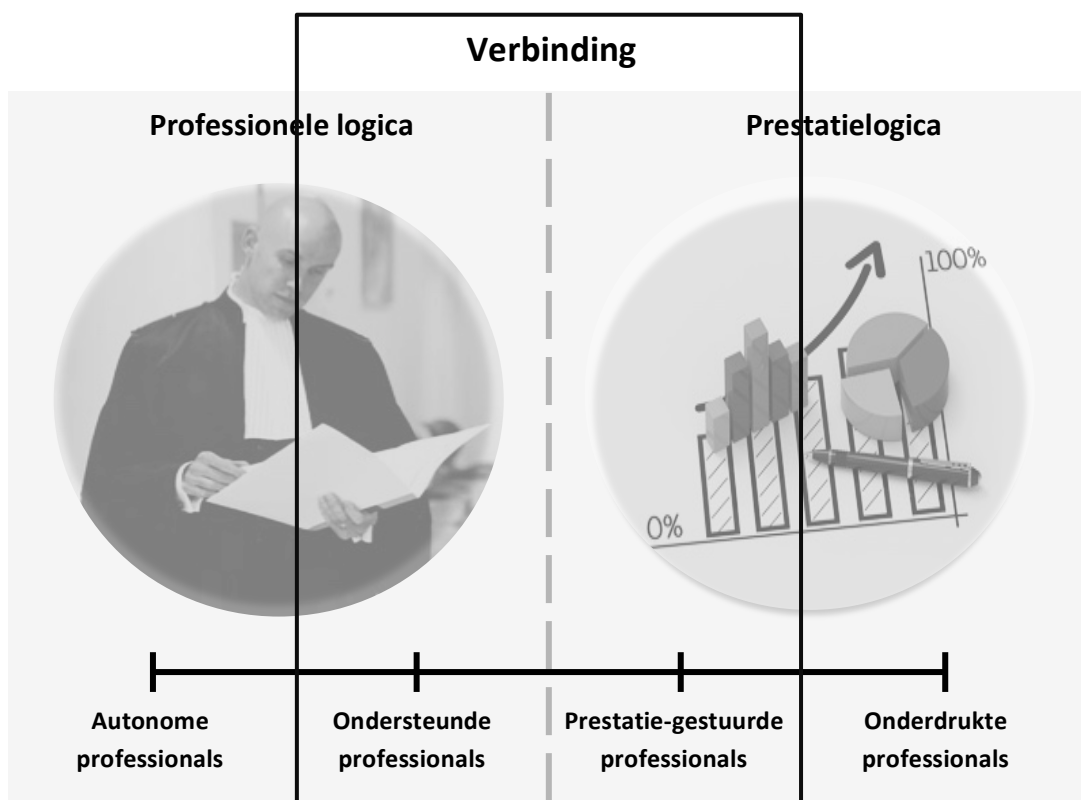 Verbinding
Professionele logica
Prestatielogica
100%
0%
Autonome
professionals
Ondersteunde
professionals
Prestatie-gestuurde
professionals
Onderdrukte
professionals